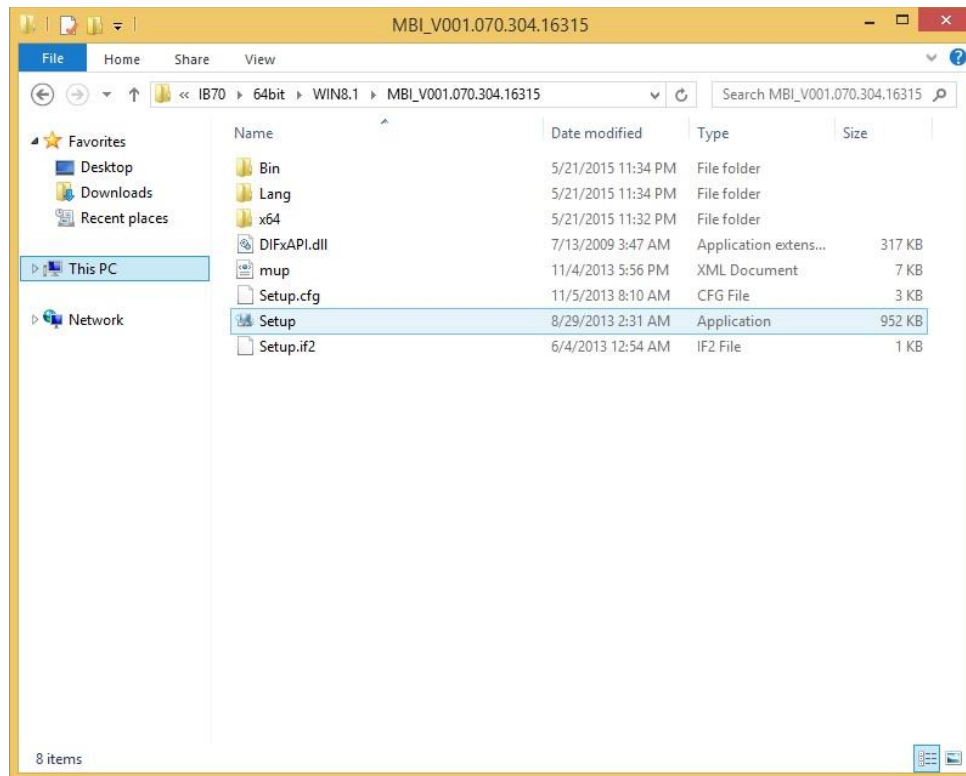 MBI_V001.070.304.16315
File Home Share View
« IB70 64bit WIN8.1 MBI_V001.070.304.16315 Search MBI_V001.070.304.16315
Favorites
Desktop
Downloads
Recent places
This PC
Network
Name Date modified Type Size
Bin 5/21/2015 11:34 PM File folder
Lang 5/21/2015 11:34 PM File folder
x64 5/21/2015 11:32 PM File folder
DIFxAPI.dll 7/13/2009 3:47 AM Application extens... 317 KB
mup 11/4/2013 5:56 PM XML Document 7 KB
Setup.cfg 11/5/2013 8:10 AM CFG File 3 KB
Setup 8/29/2013 2:31 AM Application 952 KB
Setup.if2 6/4/2013 12:54 AM IF2 File 1 KB
8 items